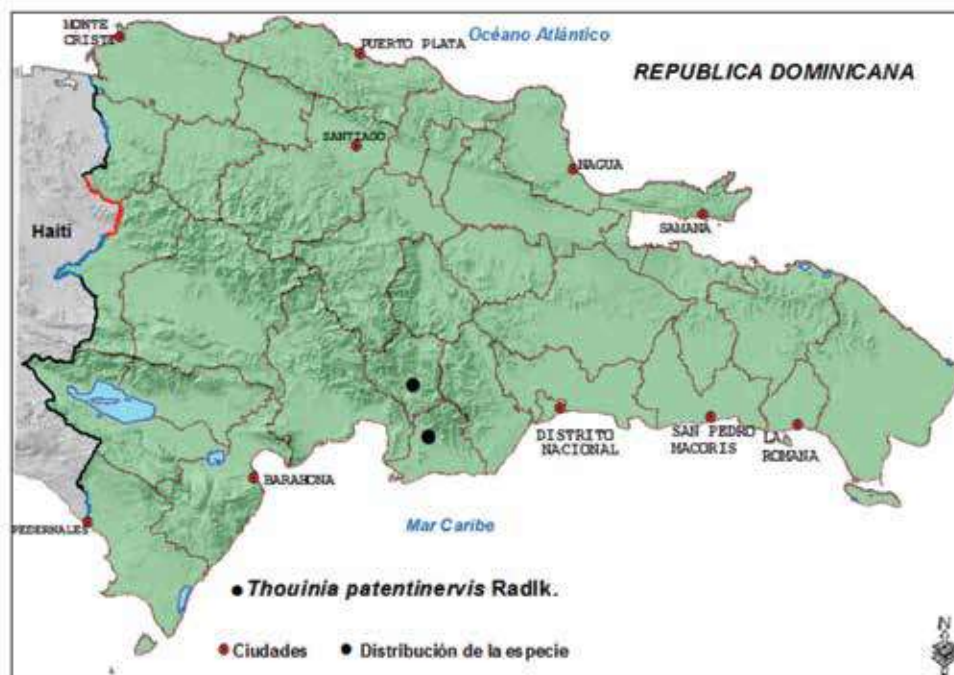 MONTE
CRISTI
PUERTO PLATA
Océano Atlántico
REPUBLICA DOMINICANA
SANTIAGO
NAGUA
SAMANA
Haití
DISTRITO
NACIONAL
SAN PEDRO
MACORIS
LA
ROMANA
BARAHONA
PEDERNALES
Mar Caribe
Thouinia patentinervis Radlk.
Ciudades
Distribución de la especie
N